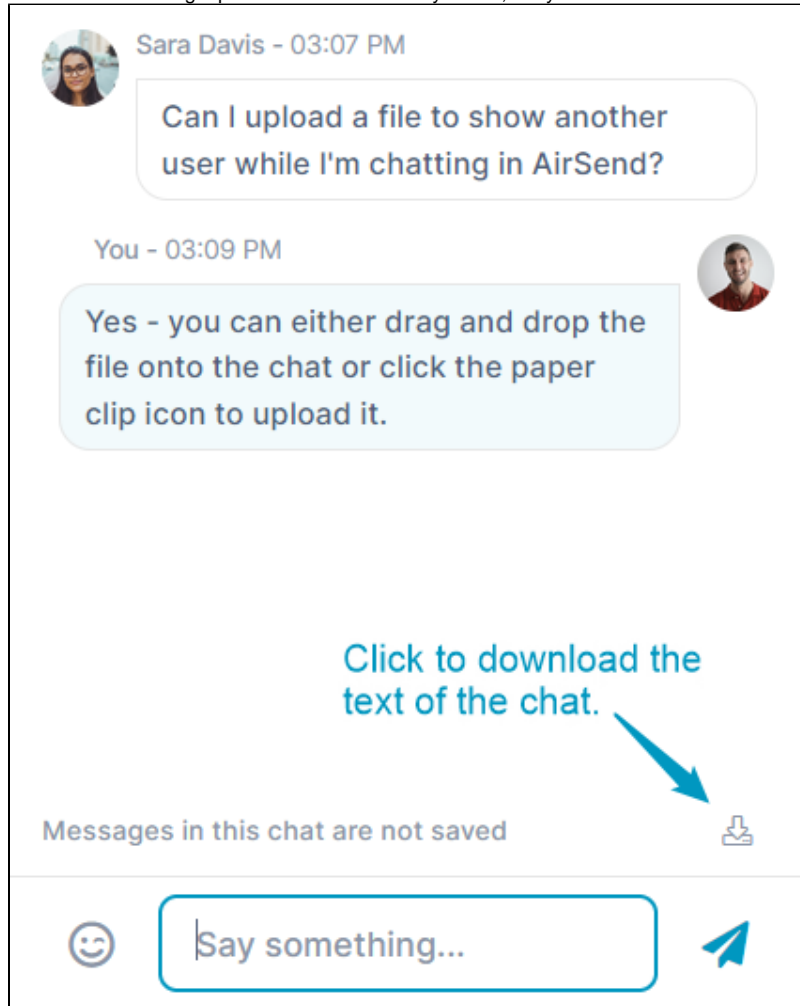 Sara Davis - 03:07 PM
Can I upload a file to show another
user while I'm chatting in AirSend?
You - 03:09 PM
Yes - you can either drag and drop the
file onto the chat or click the paper
clip icon to upload it.
Click to download the
text of the chat.
Messages in this chat are not saved
Say something...